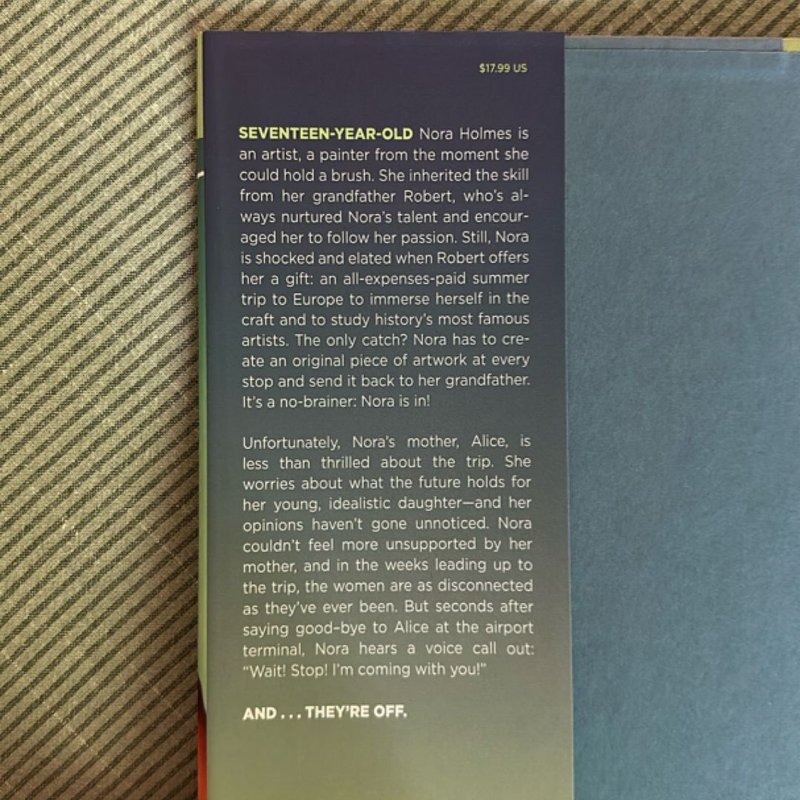 $17.99 US
SEVENTEEN-YEAR-OLD Nora Holmes is
an artist, a painter from the moment she
could hold a brush. She inherited the skill
from her grandfather Robert, who's al-
ways nurtured Nora's talent and encour-
aged her to follow her passion. Still, Nora
is shocked and elated when Robert offers
her a gift: an all-expenses-paid summer
trip to Europe to immerse herself in the
craft and to study history's most famous
artists. The only catch? Nora has to cre-
ate an original piece of artwork at every
stop and send it back to her grandfather.
It's a no-brainer: Nora is in!
Unfortunately, Nora's mother, Alice, is
less than thrilled about the trip. She
worries about what the future holds for
her young, idealistic daughter—and her
opinions haven't gone unnoticed. Nora
couldn't feel more unsupported by her
mother, and in the weeks leading up to
the trip, the women are as disconnected
as they've ever been. But seconds after
saying good-bye to Alice at the airport
terminal, Nora hears a voice call out:
“Wait! Stop! I'm coming with you!”
AND . . . THEY'RE OFF.